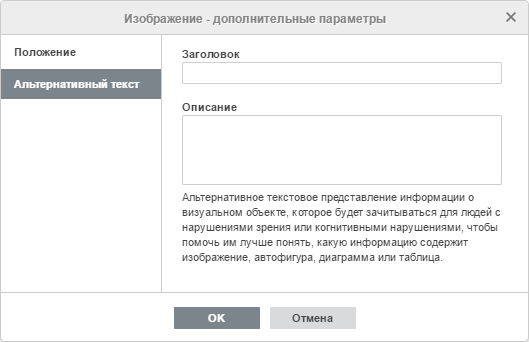 Изображение - дополнительные параметры
Положение
Альтернативный текст
Заголовок
Описание
Альтернативное текстовое представление информации о
визуальном объекте, которое будет зачитываться для людей с
нарушениями зрения или когнитивными нарушениями, чтобы
помочь им лучше понять, какую информацию содержит
изображение, автофигура, диаграмма или таблица.
OK
Отмена